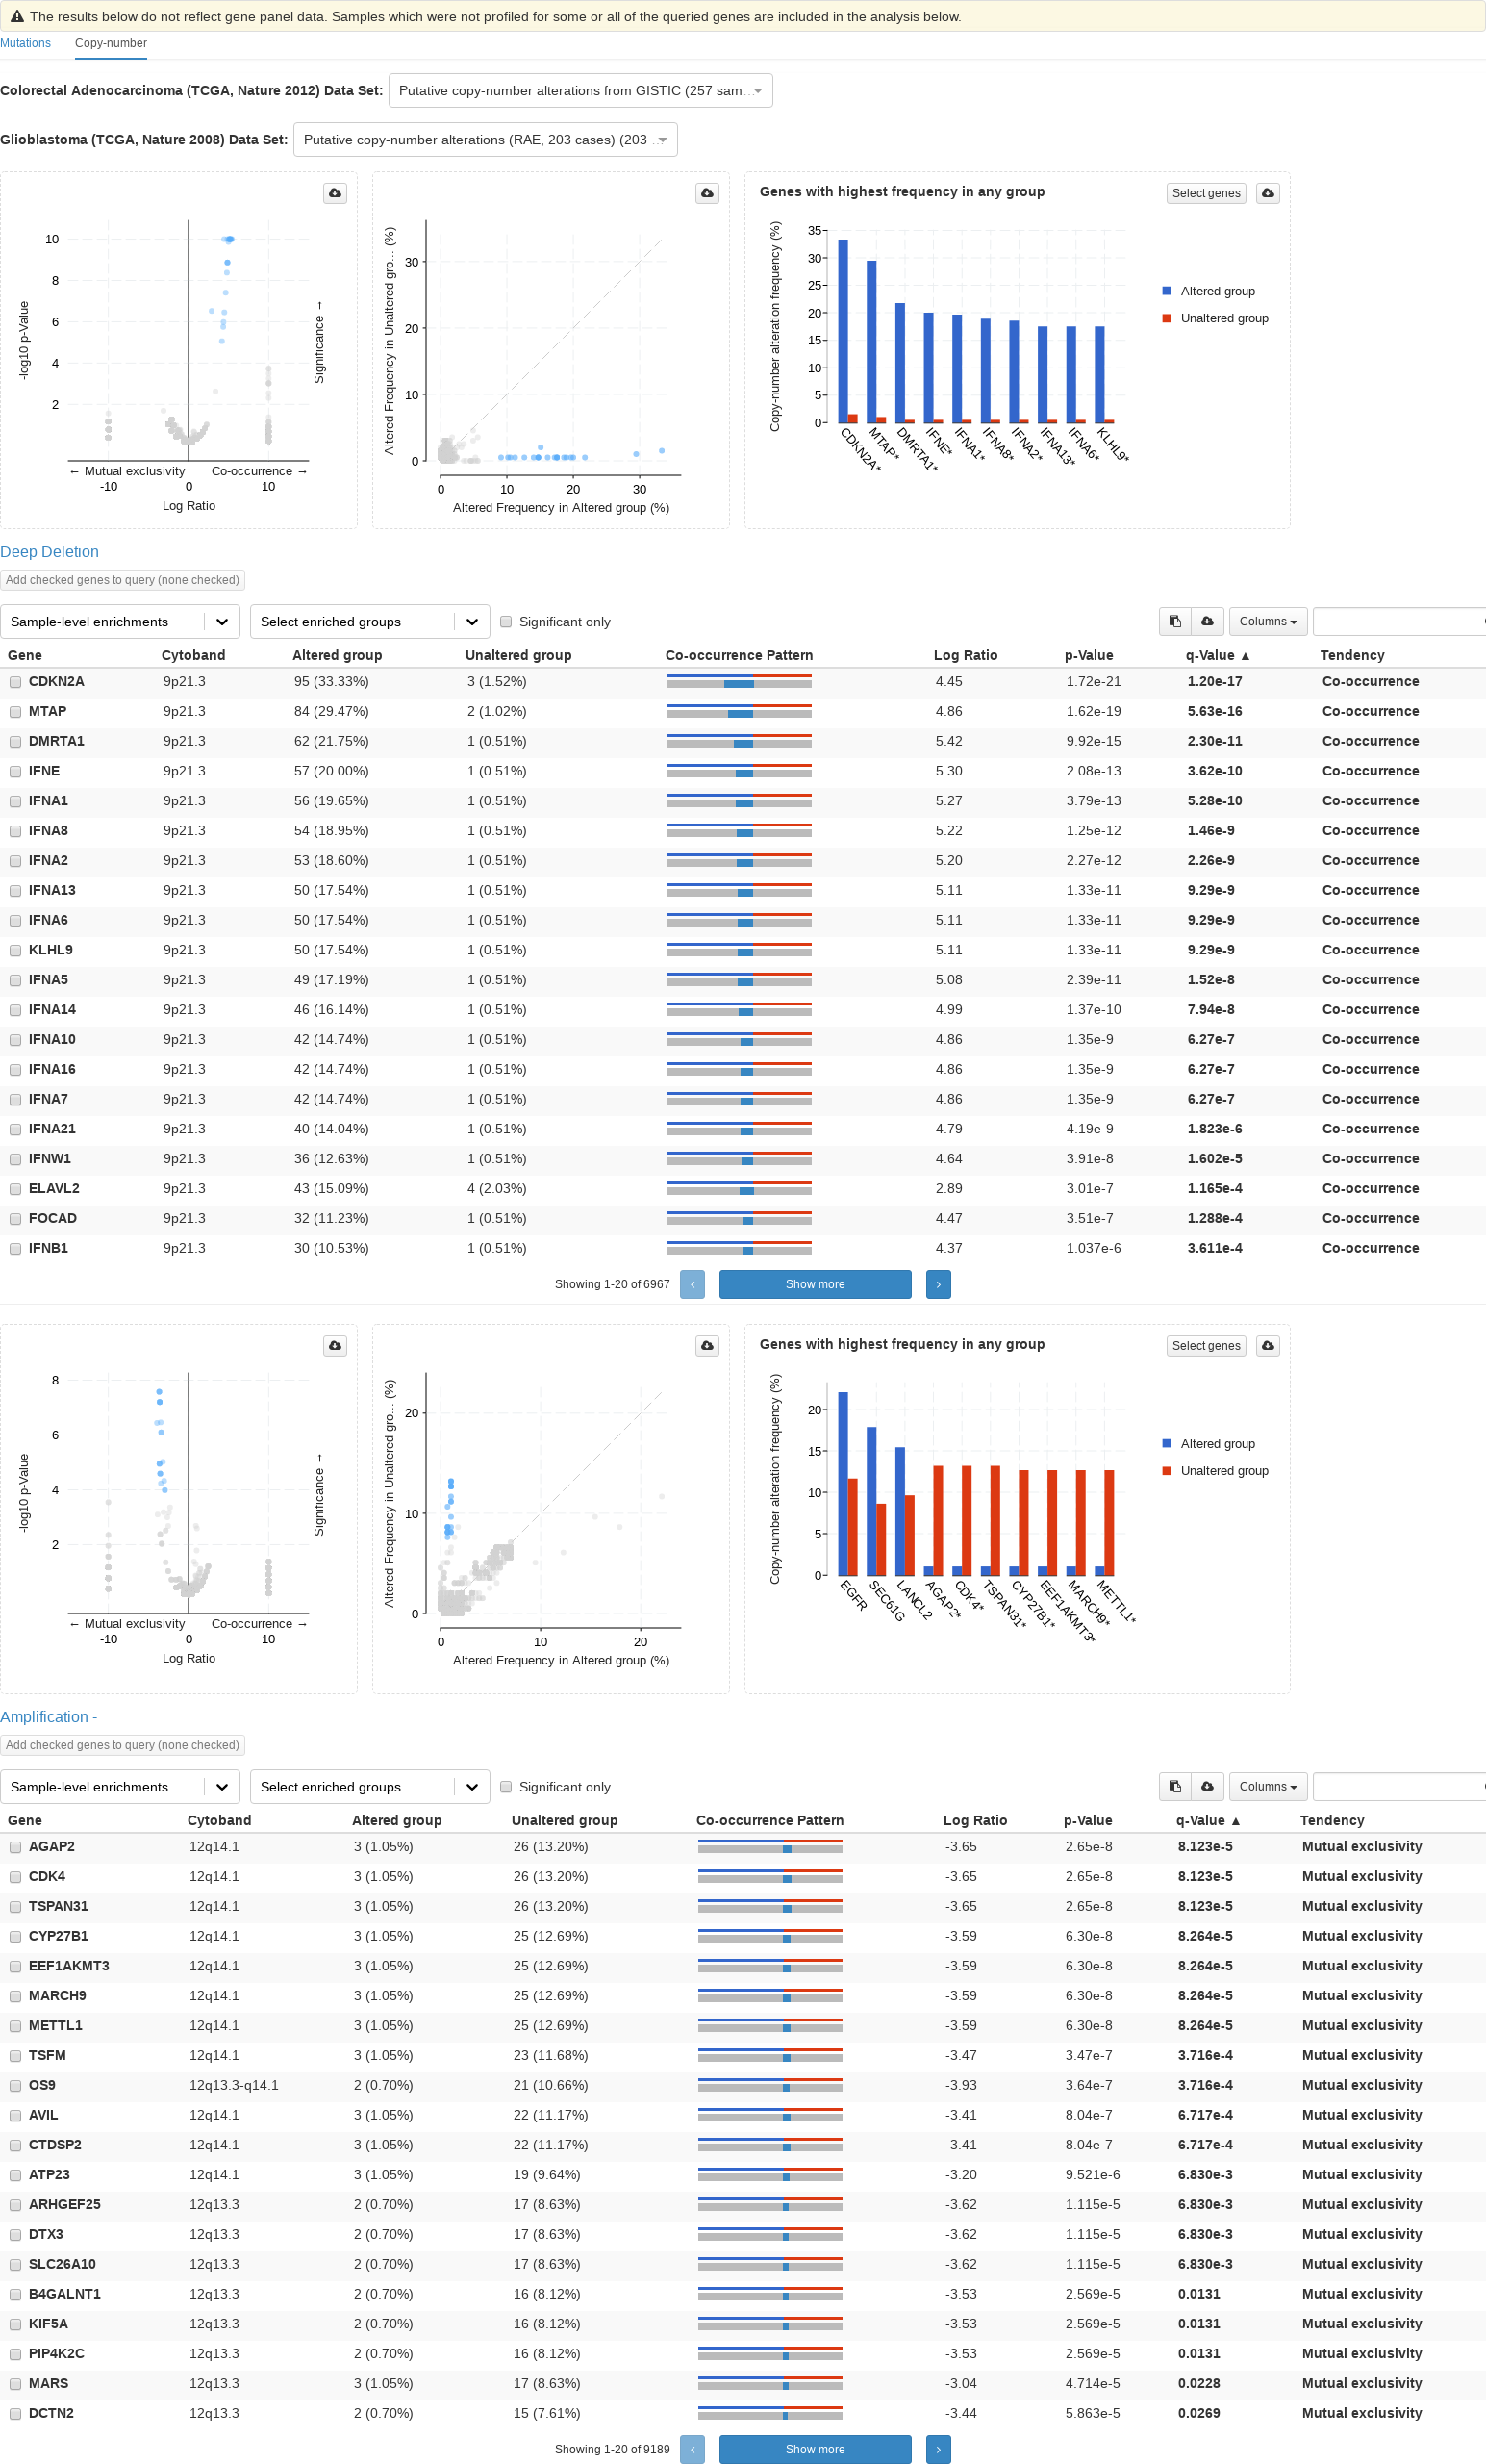 The results below do not reflect gene panel data. Samples which were not profiled for some or all of the queried genes are included in the analysis below.
Mutations Copy-number
Colorectal Adenocarcinoma (TCGA, Nature 2012) Data Set: Putative copy-number alterations from GISTIC (257 sam...
Glioblastoma (TCGA, Nature 2008) Data Set: Putative copy-number alterations (RAE, 203 cases) (203 ...
-log10 p-Value
10
8
6
4
2
Significance →
← Mutual exclusivity Co-occurrence →
-10 0 10
Log Ratio
Altered Frequency in Unaltered gro... (%)
30
20
10
0
0 10 20 30
Altered Frequency in Altered group (%)
Genes with highest frequency in any group
Select genes
Copy-number alteration frequency (%)
35
30
25
20
15
10
5
0
CDKN2A* MTAP* DMRTA1* IFNE* IFNA1* IFNA8* IFNA2* IFNA13* IFNA6* KLHL9*
Altered group
Unaltered group
Deep Deletion
Add checked genes to query (none checked)
Sample-level enrichments Select enriched groups Significant only Columns
Gene Cytoband Altered group Unaltered group Co-occurrence Pattern Log Ratio p-Value q-Value ▲ Tendency
CDKN2A 9p21.3 95 (33.33%) 3 (1.52%) 4.45 1.72e-21 1.20e-17 Co-occurrence
MTAP 9p21.3 84 (29.47%) 2 (1.02%) 4.86 1.62e-19 5.63e-16 Co-occurrence
DMRTA1 9p21.3 62 (21.75%) 1 (0.51%) 5.42 9.92e-15 2.30e-11 Co-occurrence
IFNE 9p21.3 57 (20.00%) 1 (0.51%) 5.30 2.08e-13 3.62e-10 Co-occurrence
IFNA1 9p21.3 56 (19.65%) 1 (0.51%) 5.27 3.79e-13 5.28e-10 Co-occurrence
IFNA8 9p21.3 54 (18.95%) 1 (0.51%) 5.22 1.25e-12 1.46e-9 Co-occurrence
IFNA2 9p21.3 53 (18.60%) 1 (0.51%) 5.20 2.27e-12 2.26e-9 Co-occurrence
IFNA13 9p21.3 50 (17.54%) 1 (0.51%) 5.11 1.33e-11 9.29e-9 Co-occurrence
IFNA6 9p21.3 50 (17.54%) 1 (0.51%) 5.11 1.33e-11 9.29e-9 Co-occurrence
KLHL9 9p21.3 50 (17.54%) 1 (0.51%) 5.11 1.33e-11 9.29e-9 Co-occurrence
IFNA5 9p21.3 49 (17.19%) 1 (0.51%) 5.08 2.39e-11 1.52e-8 Co-occurrence
IFNA14 9p21.3 46 (16.14%) 1 (0.51%) 4.99 1.37e-10 7.94e-8 Co-occurrence
IFNA10 9p21.3 42 (14.74%) 1 (0.51%) 4.86 1.35e-9 6.27e-7 Co-occurrence
IFNA16 9p21.3 42 (14.74%) 1 (0.51%) 4.86 1.35e-9 6.27e-7 Co-occurrence
IFNA7 9p21.3 42 (14.74%) 1 (0.51%) 4.86 1.35e-9 6.27e-7 Co-occurrence
IFNA21 9p21.3 40 (14.04%) 1 (0.51%) 4.79 4.19e-9 1.823e-6 Co-occurrence
IFNW1 9p21.3 36 (12.63%) 1 (0.51%) 4.64 3.91e-8 1.602e-5 Co-occurrence
ELAVL2 9p21.3 43 (15.09%) 4 (2.03%) 2.89 3.01e-7 1.165e-4 Co-occurrence
FOCAD 9p21.3 32 (11.23%) 1 (0.51%) 4.47 3.51e-7 1.288e-4 Co-occurrence
IFNB1 9p21.3 30 (10.53%) 1 (0.51%) 4.37 1.037e-6 3.611e-4 Co-occurrence
Showing 1-20 of 6967 ‹ Show more ›
-log10 p-Value
8
6
4
2
Significance →
← Mutual exclusivity Co-occurrence →
-10 0 10
Log Ratio
Altered Frequency in Unaltered gro... (%)
20
10
0
0 10 20
Altered Frequency in Altered group (%)
Genes with highest frequency in any group
Select genes
Copy-number alteration frequency (%)
20
15
10
5
0
EGFR SEC61G LANCL2 AGAP2* CDK4* TSPAN31* CYP27B1* EEF1AKMT3* MARCH9* METTL1*
Altered group
Unaltered group
Amplification -
Add checked genes to query (none checked)
Sample-level enrichments Select enriched groups Significant only Columns
Gene Cytoband Altered group Unaltered group Co-occurrence Pattern Log Ratio p-Value q-Value ▲ Tendency
AGAP2 12q14.1 3 (1.05%) 26 (13.20%) -3.65 2.65e-8 8.123e-5 Mutual exclusivity
CDK4 12q14.1 3 (1.05%) 26 (13.20%) -3.65 2.65e-8 8.123e-5 Mutual exclusivity
TSPAN31 12q14.1 3 (1.05%) 26 (13.20%) -3.65 2.65e-8 8.123e-5 Mutual exclusivity
CYP27B1 12q14.1 3 (1.05%) 25 (12.69%) -3.59 6.30e-8 8.264e-5 Mutual exclusivity
EEF1AKMT3 12q14.1 3 (1.05%) 25 (12.69%) -3.59 6.30e-8 8.264e-5 Mutual exclusivity
MARCH9 12q14.1 3 (1.05%) 25 (12.69%) -3.59 6.30e-8 8.264e-5 Mutual exclusivity
METTL1 12q14.1 3 (1.05%) 25 (12.69%) -3.59 6.30e-8 8.264e-5 Mutual exclusivity
TSFM 12q14.1 3 (1.05%) 23 (11.68%) -3.47 3.47e-7 3.716e-4 Mutual exclusivity
OS9 12q13.3-q14.1 2 (0.70%) 21 (10.66%) -3.93 3.64e-7 3.716e-4 Mutual exclusivity
AVIL 12q14.1 3 (1.05%) 22 (11.17%) -3.41 8.04e-7 6.717e-4 Mutual exclusivity
CTDSP2 12q14.1 3 (1.05%) 22 (11.17%) -3.41 8.04e-7 6.717e-4 Mutual exclusivity
ATP23 12q14.1 3 (1.05%) 19 (9.64%) -3.20 9.521e-6 6.830e-3 Mutual exclusivity
ARHGEF25 12q13.3 2 (0.70%) 17 (8.63%) -3.62 1.115e-5 6.830e-3 Mutual exclusivity
DTX3 12q13.3 2 (0.70%) 17 (8.63%) -3.62 1.115e-5 6.830e-3 Mutual exclusivity
SLC26A10 12q13.3 2 (0.70%) 17 (8.63%) -3.62 1.115e-5 6.830e-3 Mutual exclusivity
B4GALNT1 12q13.3 2 (0.70%) 16 (8.12%) -3.53 2.569e-5 0.0131 Mutual exclusivity
KIF5A 12q13.3 2 (0.70%) 16 (8.12%) -3.53 2.569e-5 0.0131 Mutual exclusivity
PIP4K2C 12q13.3 2 (0.70%) 16 (8.12%) -3.53 2.569e-5 0.0131 Mutual exclusivity
MARS 12q13.3 3 (1.05%) 17 (8.63%) -3.04 4.714e-5 0.0228 Mutual exclusivity
DCTN2 12q13.3 2 (0.70%) 15 (7.61%) -3.44 5.863e-5 0.0269 Mutual exclusivity
Showing 1-20 of 9189 ‹ Show more ›